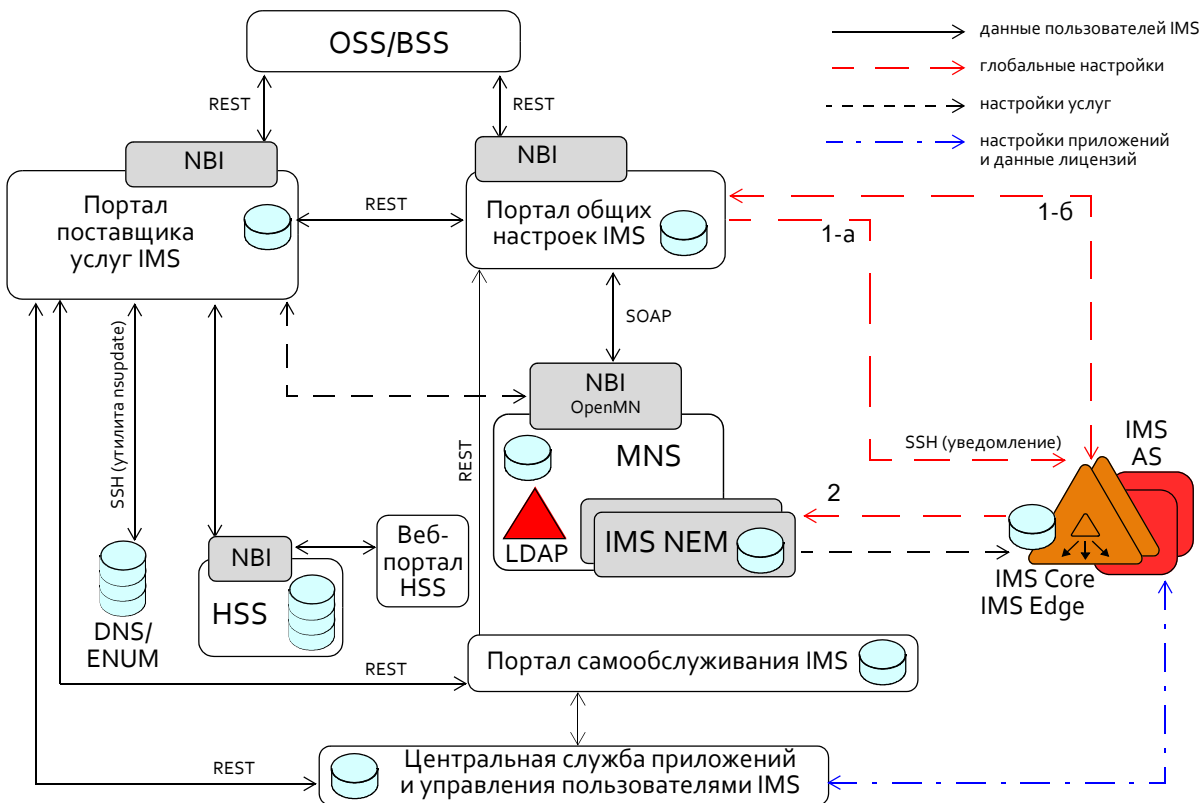 OSS/BSS
данные пользователей IMS
глобальные настройки
настройки услуг
настройки приложений
и данные лицензий
REST
REST
NBI
NBI
Портал
поставщика
услуг IMS
REST
Портал общих
настроек IMS
1-а
1-б
SOAP
SSH (утилита nsupdate)
NBI
OpenMN
MNS
LDAP
IMS NEM
REST
SSH (уведомление)
2
IMS
AS
IMS Core
IMS Edge
NBI
HSS
Веб-
портал
HSS
DNS/
ENUM
REST
Портал самообслуживания IMS
REST
Центральная служба приложений
и управления пользователями IMS